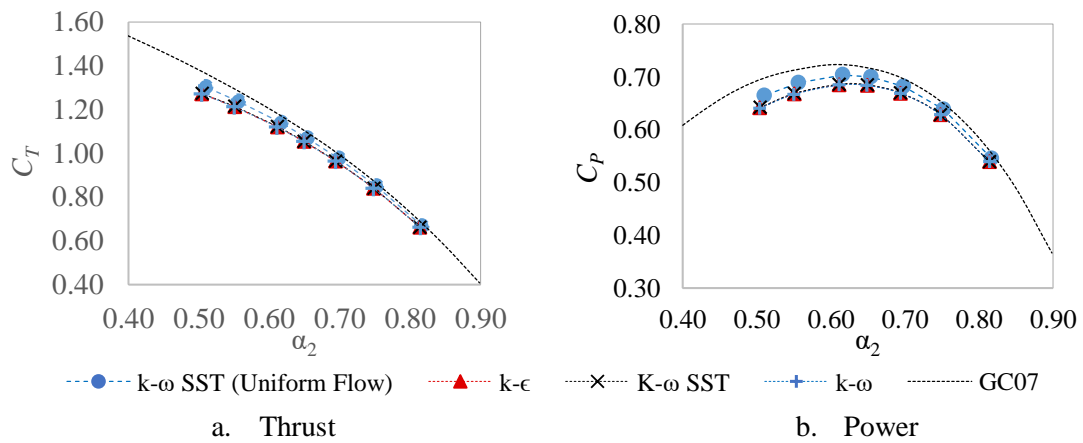 1.60
1.40
1.20
1.00
0.80
0.60
0.40
C_T
0.40 0.50 0.60 0.70 0.80 0.90
α₂
0.80
0.70
0.60
0.50
0.40
0.30
C_P
0.40 0.50 0.60 0.70 0.80 0.90
α₂
k-ω SST (Uniform Flow) k-ϵ K-ω SST k-ω GC07
a. Thrust b. Power